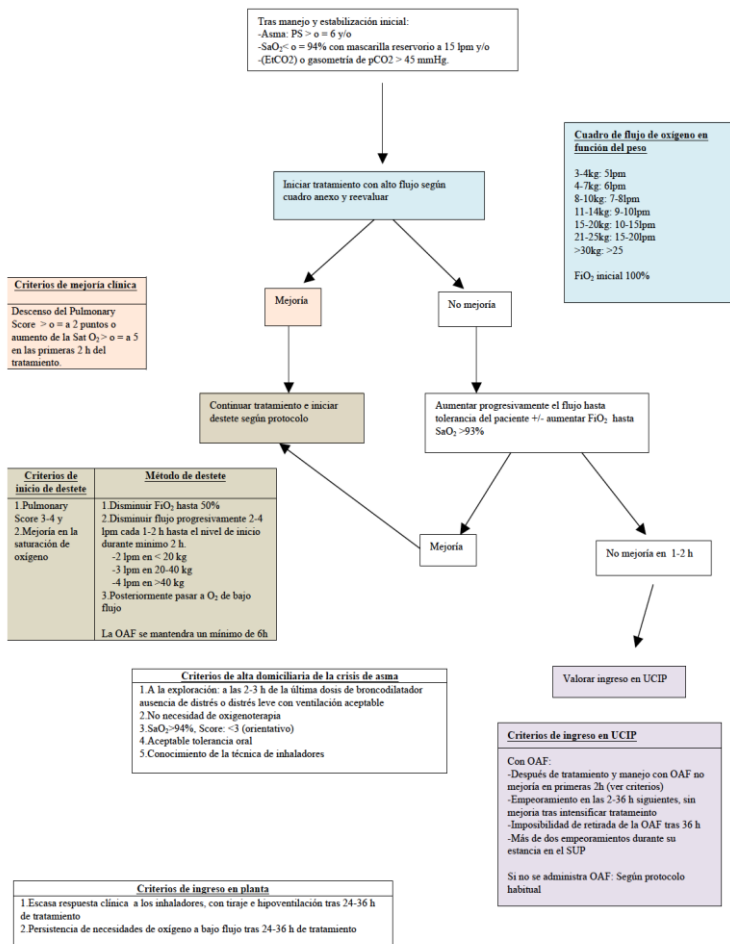 Tras manejo y estabilización inicial:
-Asma: PS > o = 6 y/o
-SaO₂< o = 94% con mascarilla reservorio a 15 lpm y/o
-(EtCO2) o gasometría de pCO2 > 45 mmHg.
Cuadro de flujo de oxígeno en
función del peso
3-4kg: 5lpm
4-7kg: 6lpm
8-10kg: 7-8lpm
11-14kg: 9-10lpm
15-20kg: 10-15lpm
21-25kg: 15-20lpm
>30kg: >25
FiO₂ inicial 100%
Iniciar tratamiento con alto flujo según
cuadro anexo y reevaluar
Criterios de mejoría clínica
Descenso del Pulmonary
Score > o = a 2 puntos o
aumento de la Sat O₂ > o = a 5
en las primeras 2 h del
tratamiento.
Mejoría
No mejoría
Continuar tratamiento e iniciar
destete según protocolo
Aumentar progresivamente el flujo hasta
tolerancia del paciente +/- aumentar FiO₂ hasta
SaO₂ >93%
Criterios de
inicio de destete
1.Pulmonary
Score 3-4 y
2.Mejoría en la
saturación de
oxígeno
Método de destete
1.Disminuir FiO₂ hasta 50%
2.Disminuir flujo progresivamente 2-4
lpm cada 1-2 h hasta el nivel de inicio
durante minimo 2 h.
-2 lpm en < 20 kg
-3 lpm en 20-40 kg
-4 lpm en >40 kg
3.Posteriormente pasar a O₂ de bajo
flujo
La OAF se mantendra un mínimo de 6h
Mejoría
No mejoría en 1-2 h
Valorar ingreso en UCIP
Criterios de alta domiciliaria de la crisis de asma
1.A la exploración: a las 2-3 h de la última dosis de broncodilatador
ausencia de distrés o distrés leve con ventilación aceptable
2.No necesidad de oxigenoterapia
3.SaO₂>94%, Score: <3 (orientativo)
4.Aceptable tolerancia oral
5.Conocimiento de la técnica de inhaladores
Criterios de ingreso en UCIP
Con OAF:
-Después de tratamiento y manejo con OAF no
mejoría en primeras 2h (ver criterios)
-Empeoramiento en las 2-36 h siguientes, sin
mejoria tras intensificar tratameinto
-Imposibilidad de retirada de la OAF tras 36 h
-Más de dos empeoramientos durante su
estancia en el SUP
Si no se administra OAF: Según protocolo
habitual
Criterios de ingreso en planta
1.Escasa respuesta clínica a los inhaladores, con tiraje e hipoventilación tras 24-36 h
de tratamiento
2.Persistencia de necesidades de oxígeno a bajo flujo tras 24-36 h de tratamiento